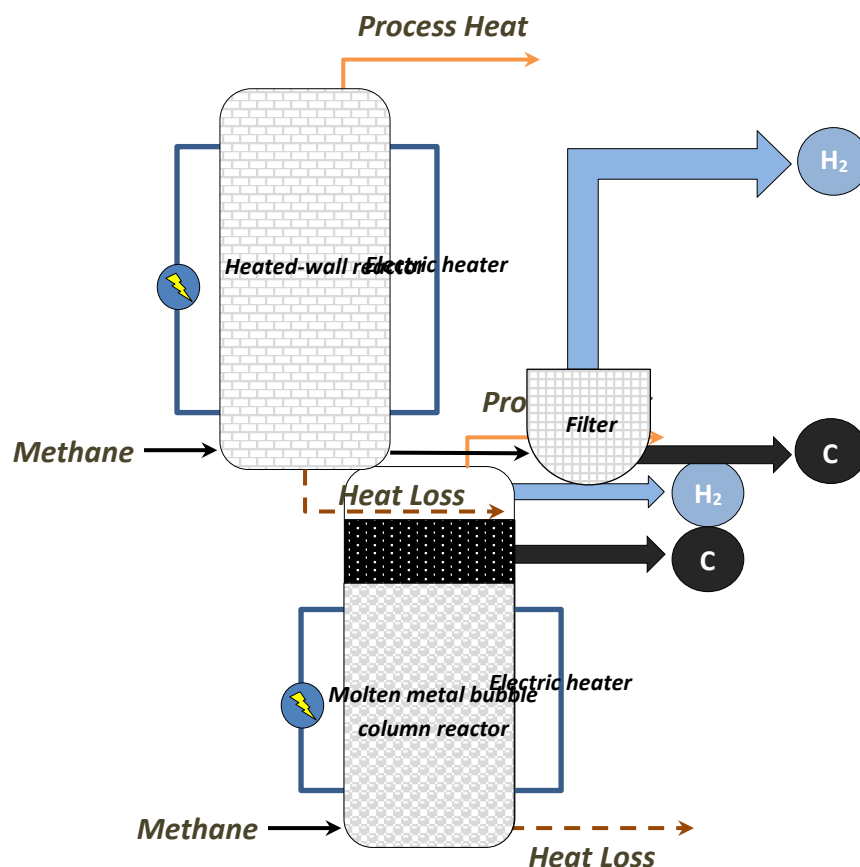 Process Heat
H₂
Heated-wall reactor
Electric heater
Pro
Filter
Methane
C
Heat Loss
H₂
C
Electric heater
Molten metal bubble
column reactor
Methane
Heat Loss